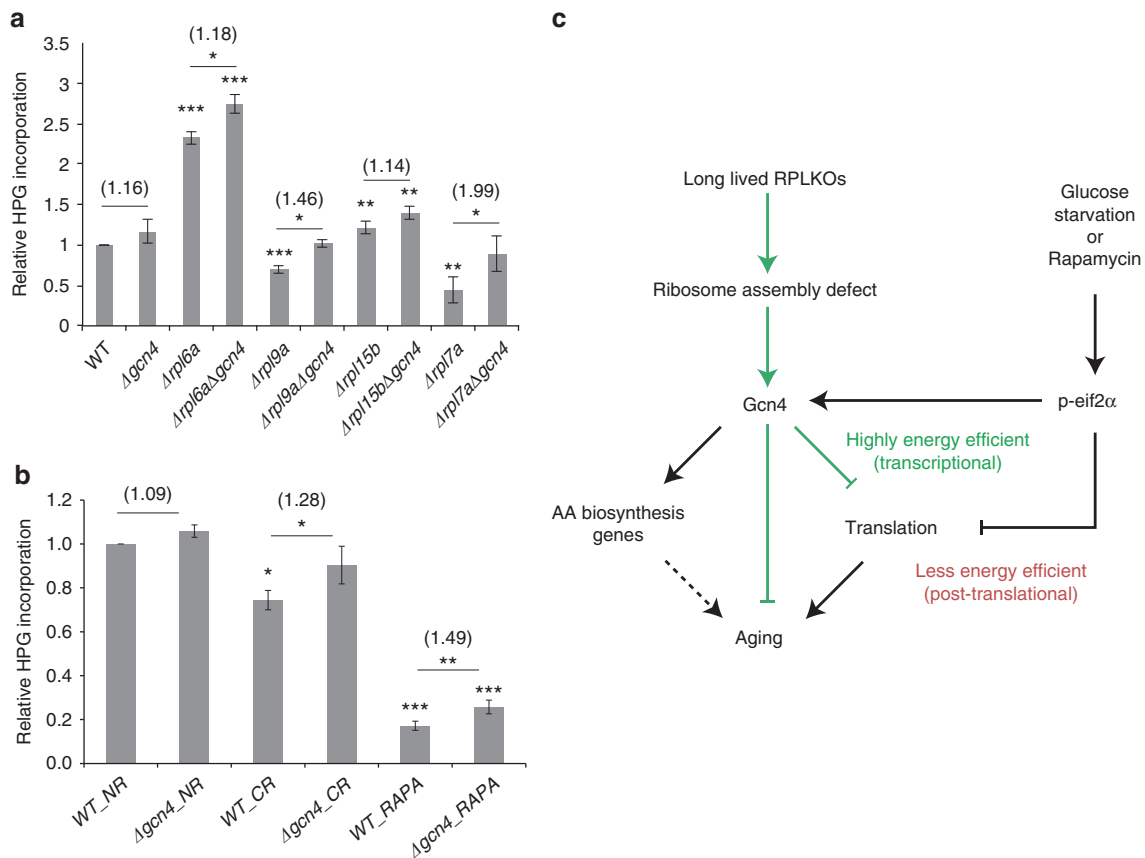 a
Relative HPG incorporation
3.5
3
2.5
2
1.5
1
0.5
0
(1.16)
(1.18)
*
***
***
(1.46)
*
***
(1.14)
**
**
(1.99)
*
**
WT
Δgcn4
Δrpl6a
Δrpl6aΔgcn4
Δrpl9a
Δrpl9aΔgcn4
Δrpl15b
Δrpl15bΔgcn4
Δrpl7a
Δrpl7aΔgcn4
b
Relative HPG incorporation
1.2
1.0
0.8
0.6
0.4
0.2
0.0
(1.09)
(1.28)
*
*
(1.49)
**
***
***
WT_NR
Δgcn4_NR
WT_CR
Δgcn4_CR
WT_RAPA
Δgcn4_RAPA
c
Long lived RPLKOs
Glucose
starvation
or
Rapamycin
Ribosome assembly defect
Gcn4
p-eif2α
Highly energy efficient
(transcriptional)
AA biosynthesis
genes
Translation
Less energy efficient
(post-translational)
Aging